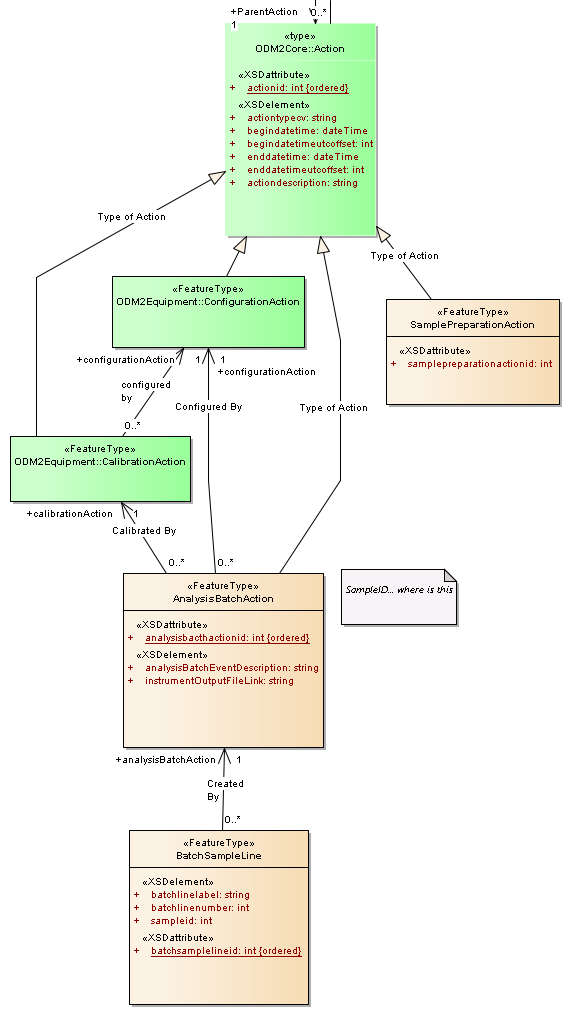 +ParentAction 0..*
1
«type»
ODM2Core::Action
«XSDattribute»
+ actionid: int {ordered}
«XSDelement»
+ actiontypecv: string
+ begindatetime: dateTime
+ begindatetimeutcoffset: int
+ enddatetime: dateTime
+ enddatetimeutcoffset: int
+ actiondescription: string
Type of Action
Type of Action
«FeatureType»
ODM2Equipment::ConfigurationAction
«FeatureType»
SamplePreparationAction
«XSDattribute»
+ samplepreparationactionid: int
+configurationAction 1 1
+configurationAction
configured
by
Configured By
Type of Action
0..*
«FeatureType»
ODM2Equipment::CalibrationAction
+calibrationAction 1
Calibrated By
0..* 0..*
«FeatureType»
AnalysisBatchAction
«XSDattribute»
+ analysisbacthactionid: int {ordered}
«XSDelement»
+ analysisBatchEventDescription: string
+ instrumentOutputFileLink: string
SampleID... where is this
+analysisBatchAction 1
Created
By
0..*
«FeatureType»
BatchSampleLine
«XSDelement»
+ batchlinelabel: string
+ batchlinenumber: int
+ sampleid: int
«XSDattribute»
+ batchsamplelineid: int {ordered}